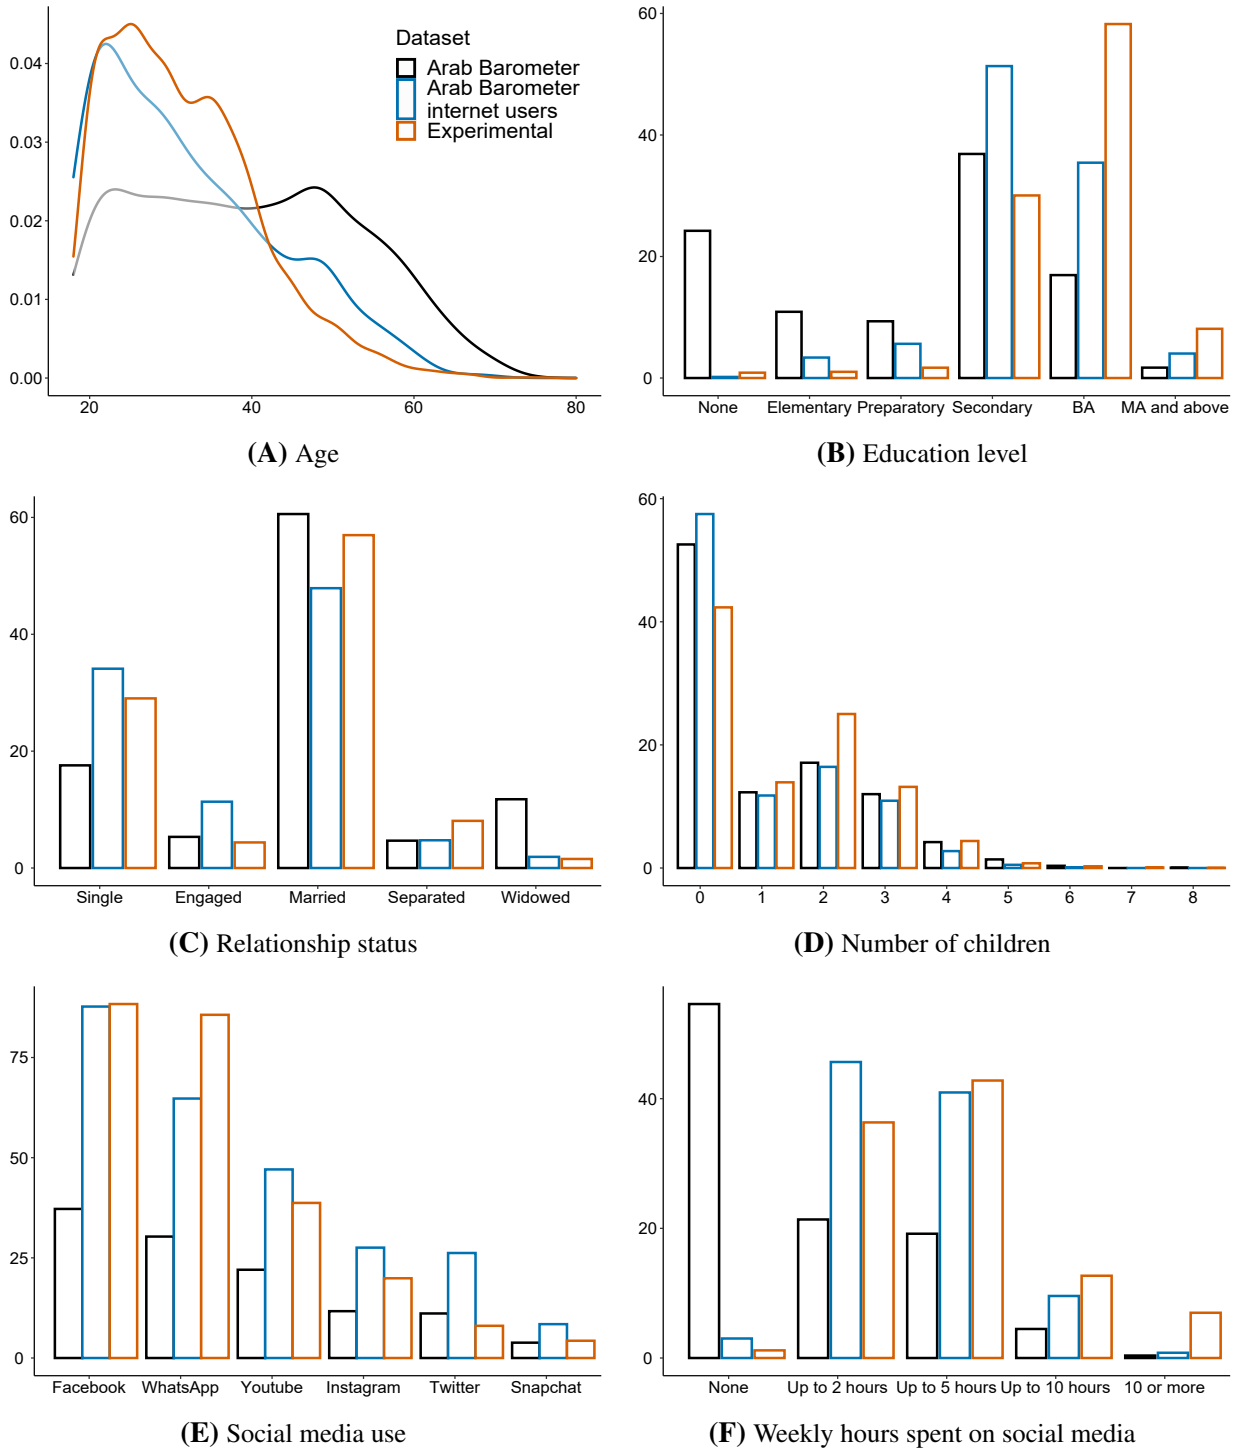 Dataset
Arab Barometer
Arab Barometer
internet users
Experimental
0.04
0.03
0.02
0.01
0.00
20 40 60 80
(A) Age
60
40
20
0
None Elementary Preparatory Secondary BA MA and above
(B) Education level
60
40
20
0
Single Engaged Married Separated Widowed
(C) Relationship status
60
40
20
0
0 1 2 3 4 5 6 7 8
(D) Number of children
75
50
25
0
Facebook WhatsApp Youtube Instagram Twitter Snapchat
(E) Social media use
40
20
0
None Up to 2 hours Up to 5 hours Up to 10 hours 10 or more
(F) Weekly hours spent on social media